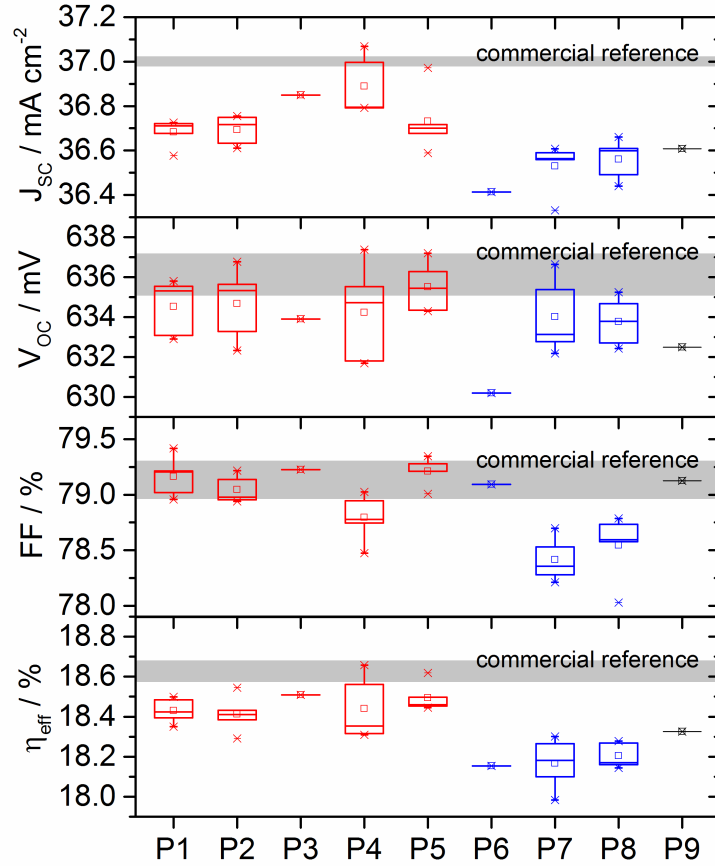 37.2
37.0
36.8
36.6
36.4
J_SC / mA cm^-2
commercial reference
638
636
634
632
630
V_OC / mV
commercial reference
79.5
79.0
78.5
78.0
FF / %
commercial reference
18.8
18.6
18.4
18.2
18.0
η_eff / %
commercial reference
P1 P2 P3 P4 P5 P6 P7 P8 P9